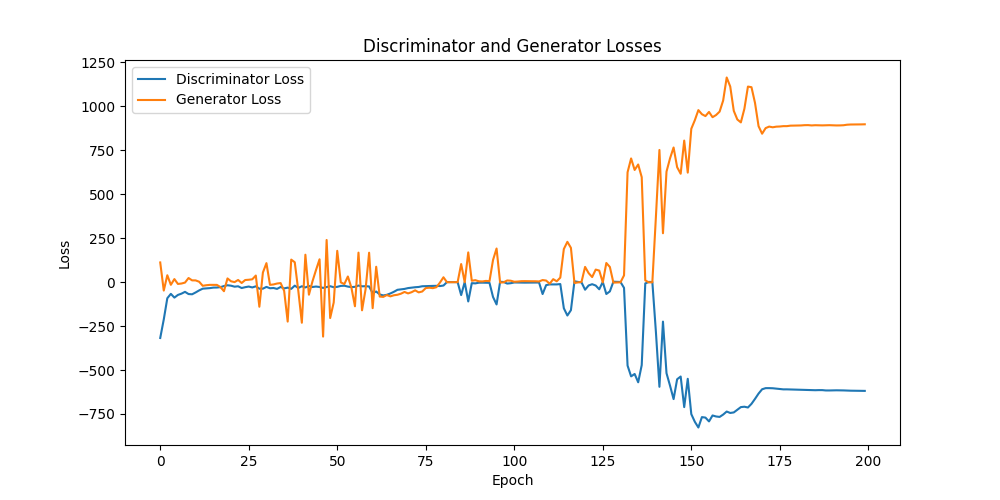 Discriminator and Generator Losses
Discriminator Loss
Generator Loss
Loss
1250
1000
750
500
250
0
−250
−500
−750
0 25 50 75 100 125 150 175 200
Epoch